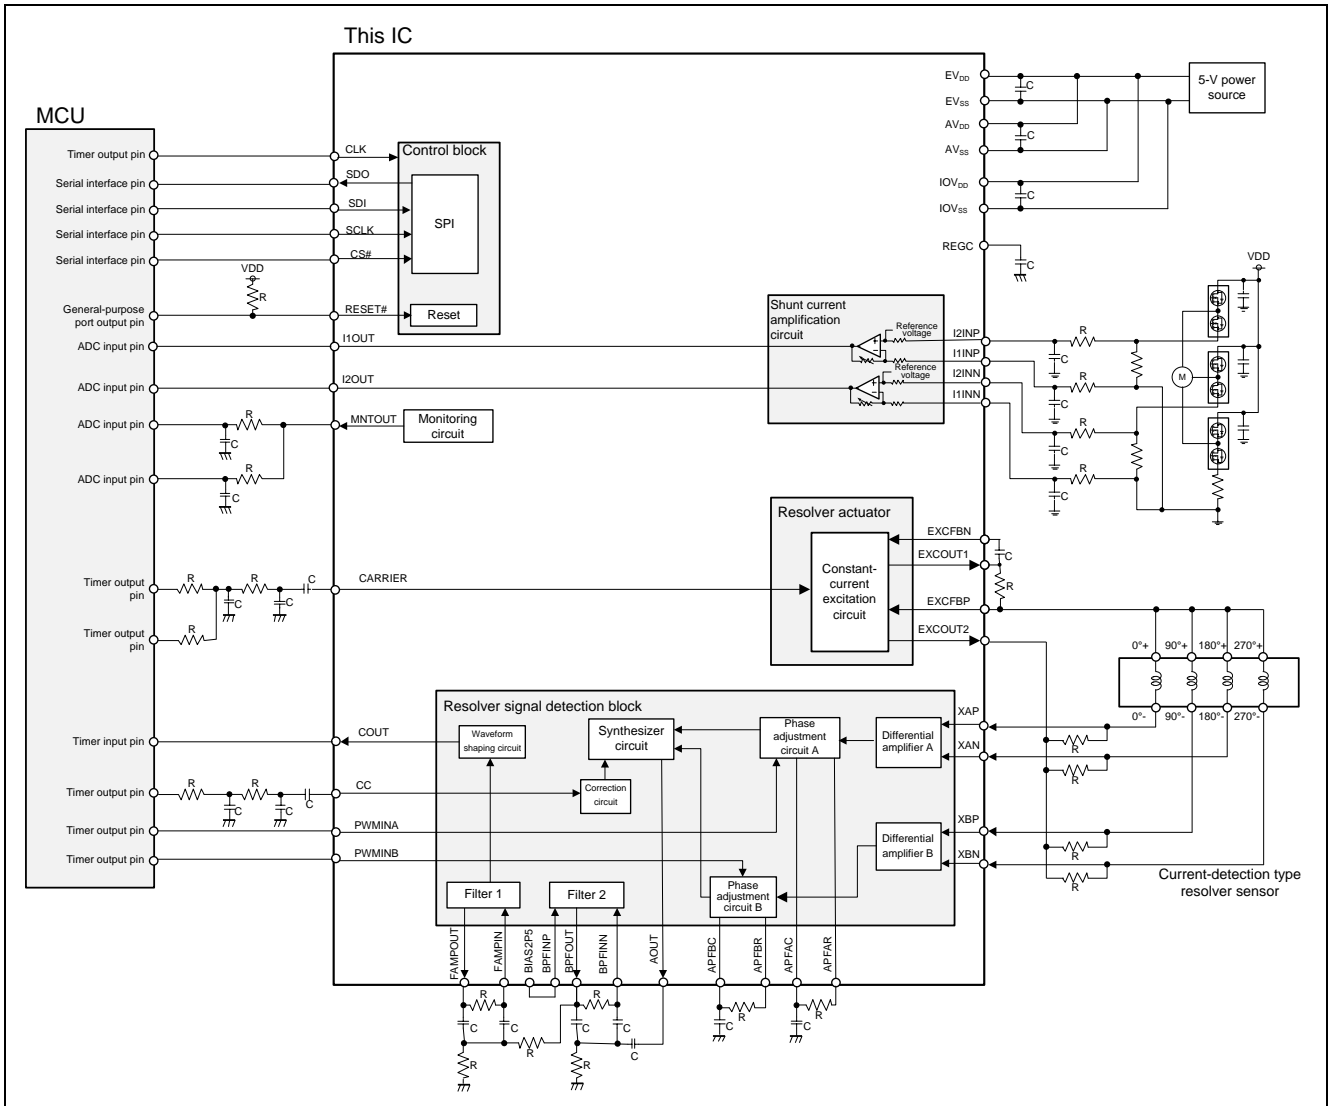 This IC
MCU
Timer output pin
Serial interface pin
Serial interface pin
Serial interface pin
Serial interface pin
General-purpose
port output pin
ADC input pin
ADC input pin
ADC input pin
ADC input pin
Timer output
pin
Timer output
pin
Timer input pin
Timer output pin
Timer output pin
Timer output pin
VDD
R
R
C
R
C
R
R
C
C
C
R
R
R
C
C
C
CLK
SDO
SDI
SCLK
CS#
RESET#
I1OUT
I2OUT
MNTOUT
CARRIER
COUT
CC
PWMINA
PWMINB
Control block
SPI
Reset
Monitoring
circuit
Shunt current
amplification
circuit
Reference
voltage
Reference
voltage
Resolver actuator
Constant-
current
excitation
circuit
Resolver signal detection block
Waveform
shaping circuit
Synthesizer
circuit
Correction
circuit
Phase
adjustment
circuit A
Differential
amplifier A
Differential
amplifier B
Phase
adjustment
circuit B
Filter 1
Filter 2
EVDD
EVSS
AVDD
AVSS
IOVDD
IOVSS
REGC
C
C
C
C
5-V power
source
I2INP
I1INP
I2INN
I1INN
R
C
R
C
R
C
R
C
M
VDD
EXCFBN
EXCOUT1
EXCFBP
EXCOUT2
C
R
0°+
90°+
180°+
270°+
0°-
90°-
180°-
270°-
XAP
XAN
XBP
XBN
R
R
R
R
Current-detection type
resolver sensor
FAMPOUT
FAMPIN
BIAS2P5
BPFINP
BPFOUT
BPFINN
AOUT
APFBC
APFBR
APFAC
APFAR
R
C
C
R
R
R
C
C
C
R
R
C
R
C